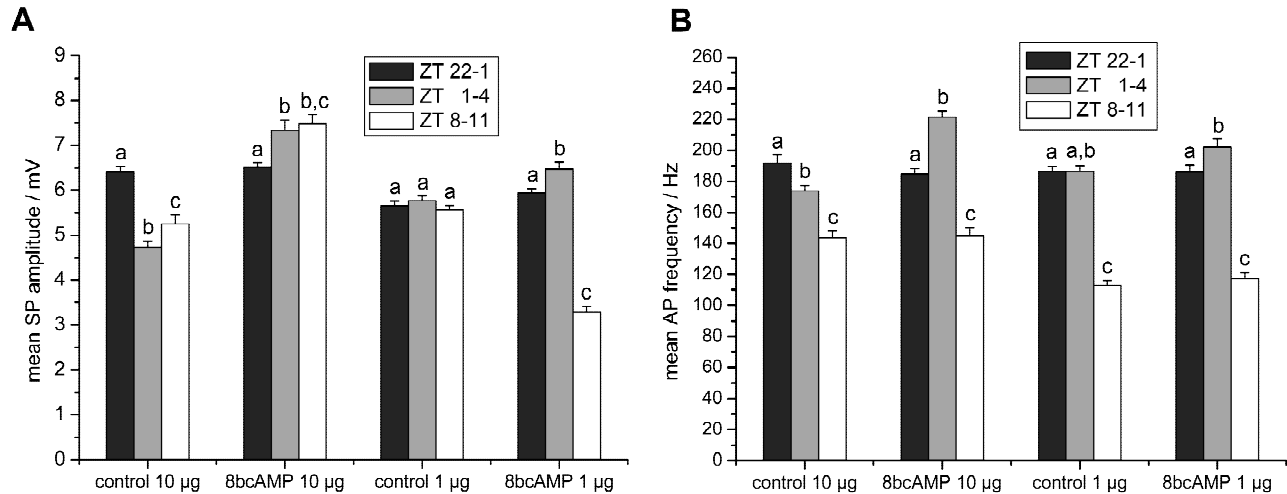 A
mean SP amplitude / mV
9
8
7
6
5
4
3
2
1
0
ZT 22-1
ZT 1-4
ZT 8-11
a b c
a b b,c
a a a
a b c
control 10 µg 8bcAMP 10 µg control 1 µg 8bcAMP 1 µg
B
mean AP frequency / Hz
260
240
220
200
180
160
140
120
100
80
60
40
20
0
ZT 22-1
ZT 1-4
ZT 8-11
a b c
a b c
a a,b c
a b c
control 10 µg 8bcAMP 10 µg control 1 µg 8bcAMP 1 µg